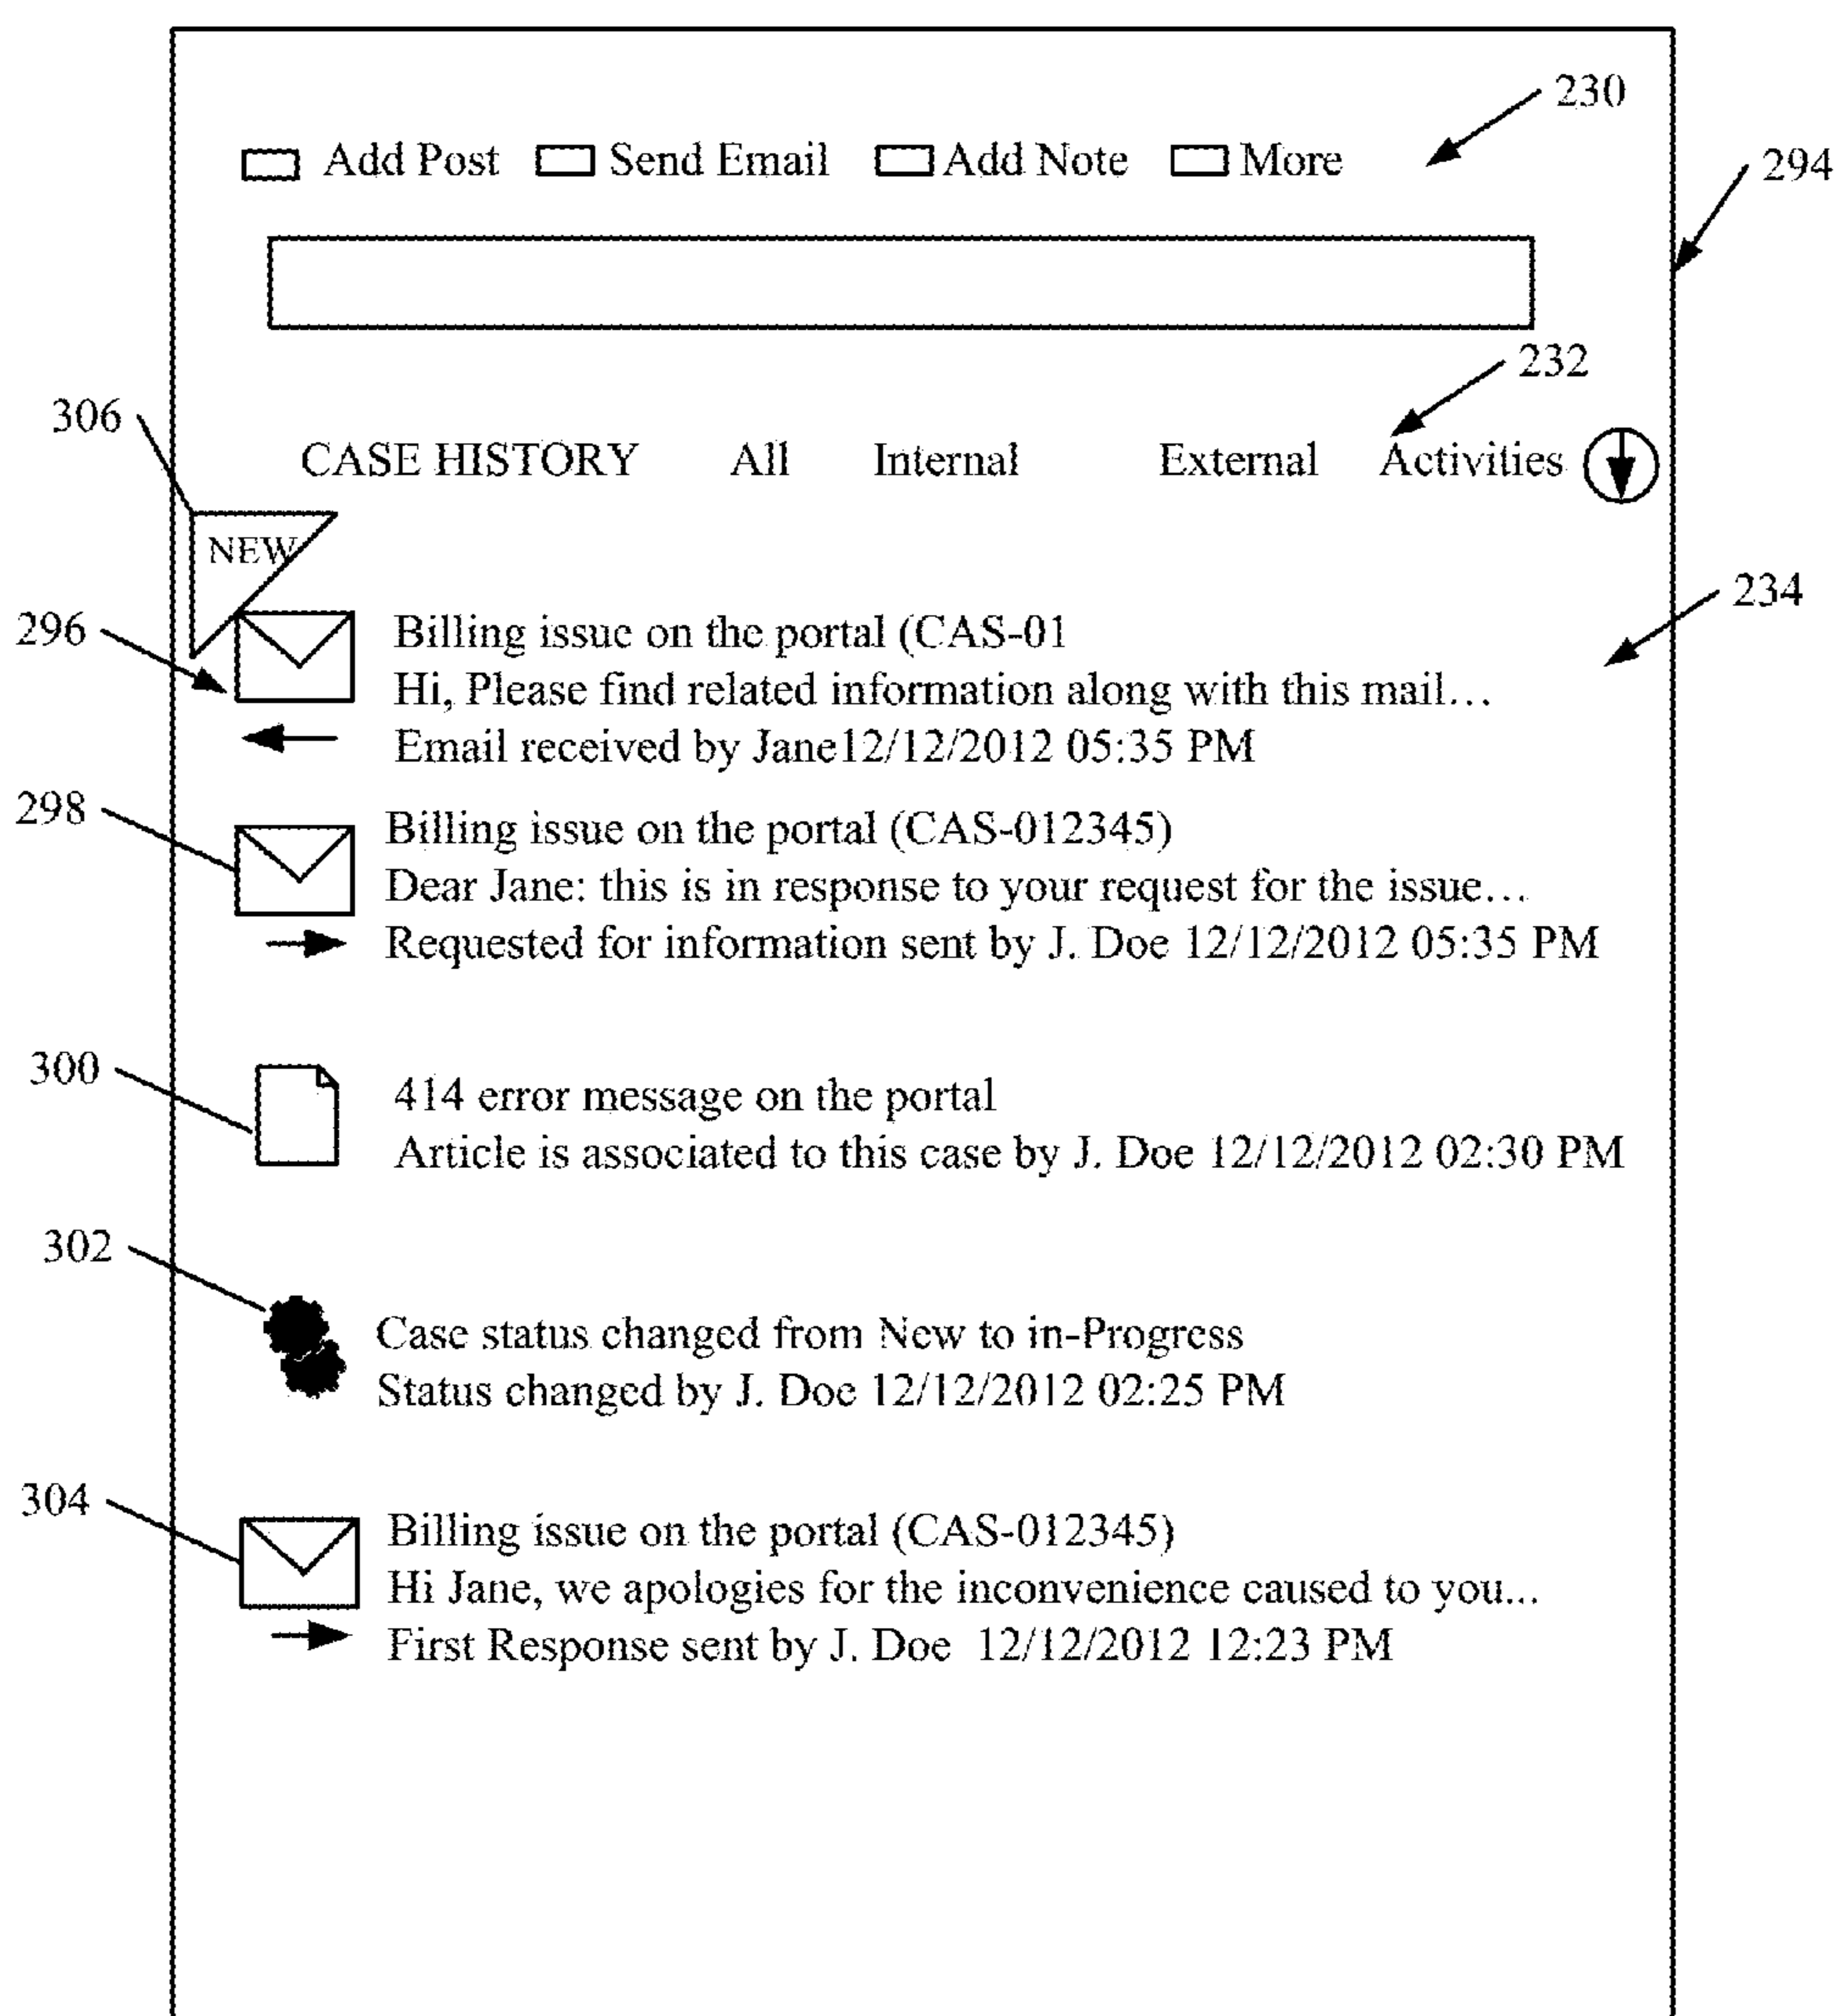 230
Add Post Send Email Add Note More
294
232
306
CASE HISTORY All Internal External Activities
NEW
234
296
Billing issue on the portal (CAS-01
Hi, Please find related information along with this mail…
Email received by Jane12/12/2012 05:35 PM
298
Billing issue on the portal (CAS-012345)
Dear Jane: this is in response to your request for the issue…
Requested for information sent by J. Doe 12/12/2012 05:35 PM
300
414 error message on the portal
Article is associated to this case by J. Doe 12/12/2012 02:30 PM
302
Case status changed from New to in-Progress
Status changed by J. Doe 12/12/2012 02:25 PM
304
Billing issue on the portal (CAS-012345)
Hi Jane, we apologies for the inconvenience caused to you...
First Response sent by J. Doe 12/12/2012 12:23 PM